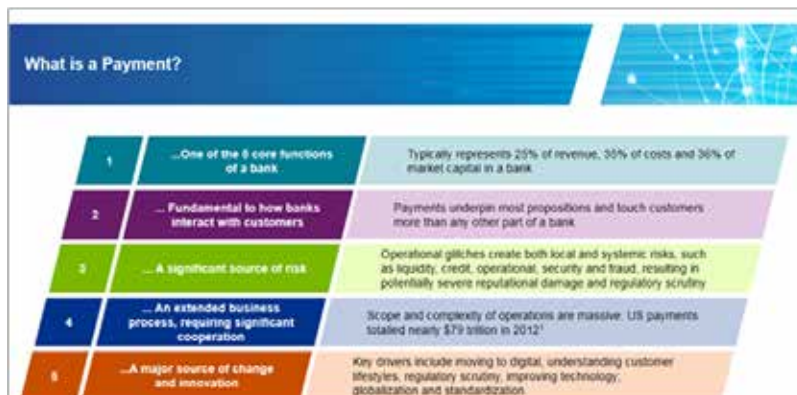 What is a Payment?
1
...One of the 5 core functions
of a bank
Typically represents 25% of revenue, 35% of costs and 36% of
market capital in a bank
2
... Fundamental to how banks
interact with customers
Payments underpin most propositions and touch customers
more than any other part of a bank
3
... A significant source of risk
Operational glitches create both local and systemic risks, such
as liquidity, credit, operational, security and fraud, resulting in
potentially severe reputational damage and regulatory scrutiny
4
... An extended business
process, requiring significant
cooperation
Scope and complexity of operations are massive. US payments
totalled nearly $79 trillion in 2012¹
5
...A major source of change
and innovation
Key drivers include moving to digital, understanding customer
lifestyles, regulatory scrutiny, improving technology,
globalization and standardization